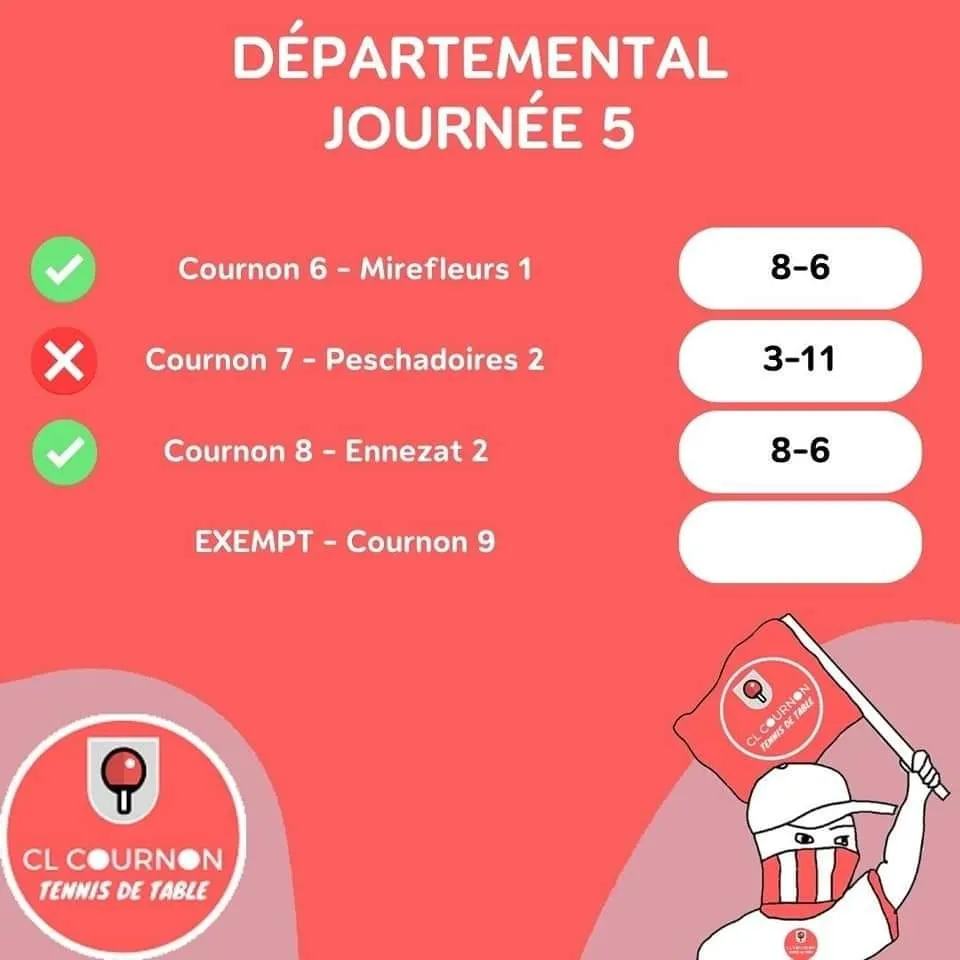 DÉPARTEMENTAL
JOURNÉE 5
Cournon 6 - Mirefleurs 1 8-6
Cournon 7 - Peschadoires 2 3-11
Cournon 8 - Ennezat 2 8-6
EXEMPT - Cournon 9
CL COURNON
TENNIS DE TABLE
CL COURNON
TENNIS DE TABLE